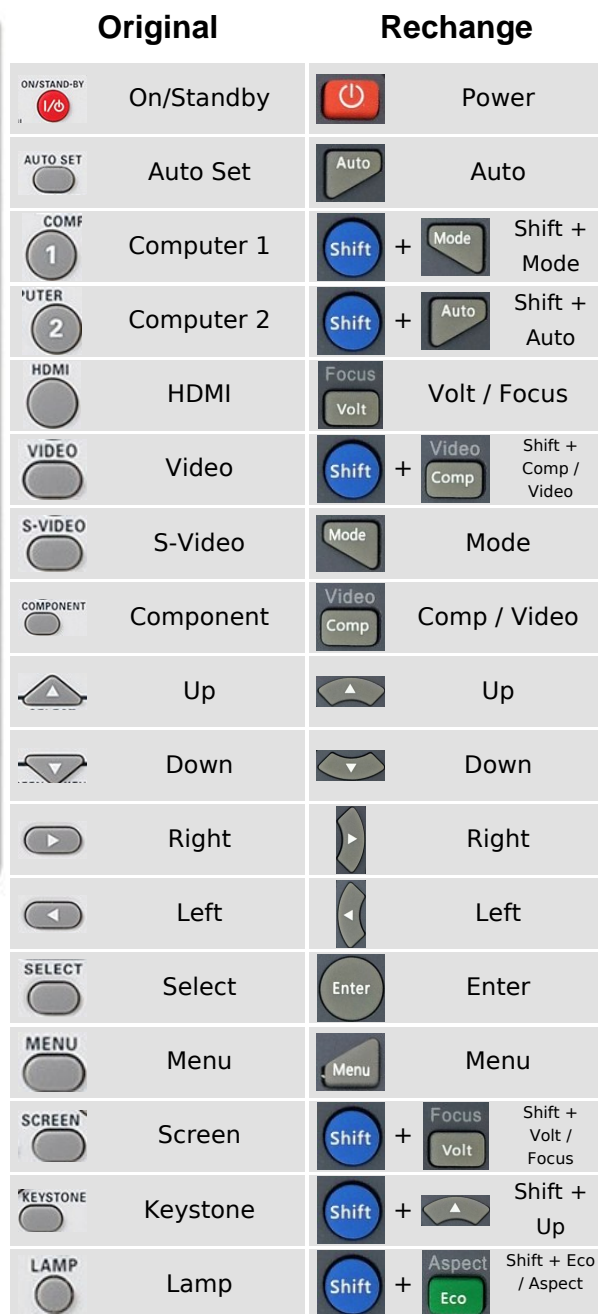 Original Rechange
ON/STAND-BY On/Standby Power
AUTO SET Auto Set Auto Auto
COMP
1 Computer 1 Shift + Mode Shift +
Mode
UTER
2 Computer 2 Shift + Auto Shift +
Auto
HDMI HDMI Focus
Volt Volt / Focus
VIDEO Video Shift + Video
Comp Shift +
Comp /
Video
S-VIDEO S-Video Mode Mode
COMPONENT Component Video
Comp Comp / Video
Up Up
Down Down
Right Right
Left Left
SELECT Select Enter Enter
MENU Menu Menu Menu
SCREEN Screen Shift + Focus
Volt Shift +
Volt /
Focus
KEYSTONE Keystone Shift + Shift +
Up
LAMP Lamp Shift + Aspect
Eco Shift + Eco
/ Aspect